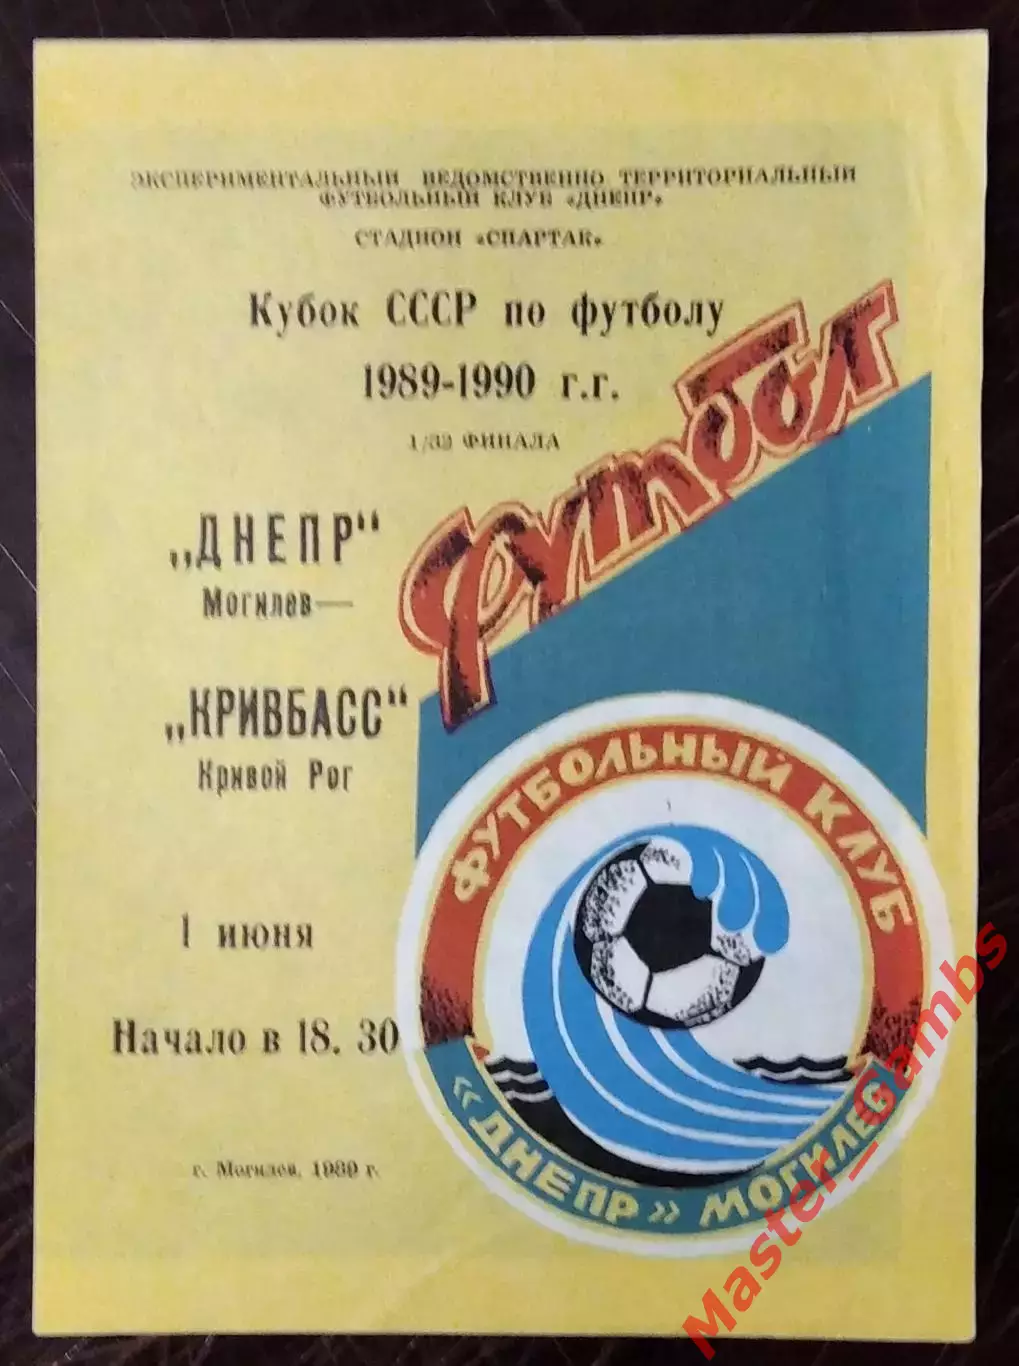 ЭКСПЕРИМЕНТАЛЬНЫЙ ВЕДОМСТВЕННО ТЕРРИТОРИАЛЬНЫЙ
ФУТБОЛЬНЫЙ КЛУБ «ДНЕПР»
СТАДИОН «СПАРТАК»
Кубок СССР по футболу
1989-1990 г.г.
1/32 ФИНАЛА
Футбол
„ДНЕПР"
Могилев—
„КРИВБАСС"
Кривой Рог
1 июня
Начало в 18. 30
г. Могилев, 1989 г.
ФУТБОЛЬНЫЙ КЛУБ
«ДНЕПР» МОГИЛЕВ
Master_Gambs